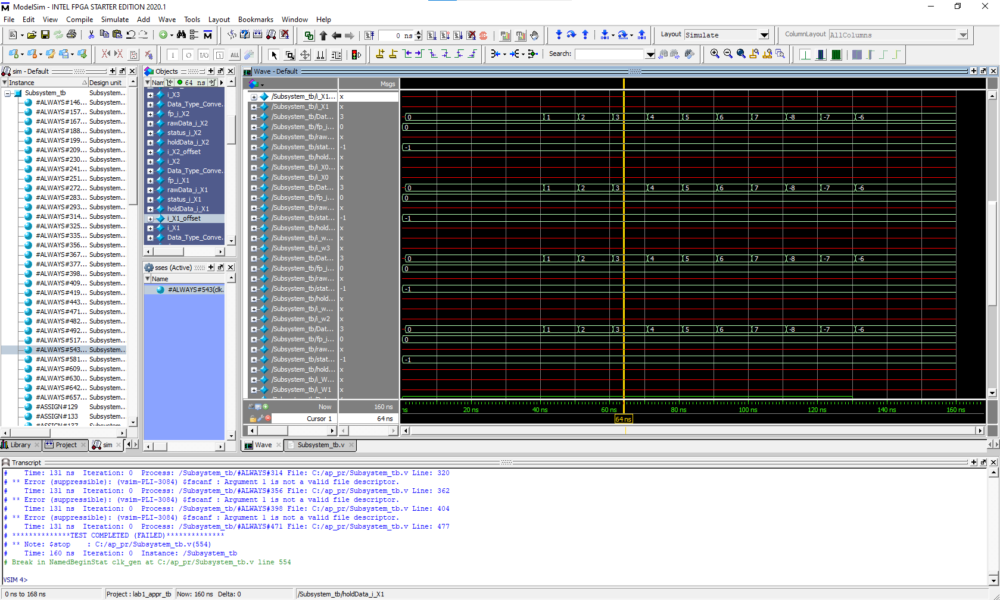 ModelSim - INTEL FPGA STARTER EDITION 2020.1
File Edit View Compile Simulate Add Wave Tools Layout Bookmarks Window Help
0 ns
Layout Simulate
ColumnLayout AllColumns
Search:
sim - Default
Instance Design unit
Subsystem_tb Subsystem...
#ALWAYS#146... Subsystem...
#ALWAYS#157... Subsystem...
#ALWAYS#167... Subsystem...
#ALWAYS#188... Subsystem...
#ALWAYS#199... Subsystem...
#ALWAYS#209... Subsystem...
#ALWAYS#230... Subsystem...
#ALWAYS#241... Subsystem...
#ALWAYS#251... Subsystem...
#ALWAYS#272... Subsystem...
#ALWAYS#283... Subsystem...
#ALWAYS#293... Subsystem...
#ALWAYS#314... Subsystem...
#ALWAYS#325... Subsystem...
#ALWAYS#335... Subsystem...
#ALWAYS#356... Subsystem...
#ALWAYS#367... Subsystem...
#ALWAYS#377... Subsystem...
#ALWAYS#398... Subsystem...
#ALWAYS#409... Subsystem...
#ALWAYS#419... Subsystem...
#ALWAYS#443... Subsystem...
#ALWAYS#471... Subsystem...
#ALWAYS#482... Subsystem...
#ALWAYS#492... Subsystem...
#ALWAYS#517... Subsystem...
#ALWAYS#543... Subsystem...
#ALWAYS#581... Subsystem...
#ALWAYS#609... Subsystem...
#ALWAYS#630... Subsystem...
#ALWAYS#642... Subsystem...
#ALWAYS#657... Subsystem...
#ASSIGN#129 Subsystem...
#ASSIGN#133 Subsystem...
#ASSIGN#137 Subsystem...
Library Project sim
Objects
Nam 64 ns
i_X3
Data_Type_Conve.
fp_i_X2
rawData_i_X2
status_i_X2
holdData_i_X2
i_X2_offset
i_X2
Data_Type_Conve.
fp_i_X1
rawData_i_X1
status_i_X1
holdData_i_X1
i_X1_offset
i_X1
Data_Type_Conve.
sses (Active)
Name
#ALWAYS#543(clk.
Wave - Default
Msgs
/Subsystem_tb/i_X1... x
/Subsystem_tb/i_X1 x
/Subsystem_tb/Dat... 3 0 1 2 3 4 5 6 7 -8 -7 -6
/Subsystem_tb/fp_i... 0 0
/Subsystem_tb/raw... x
/Subsystem_tb/stat... -1 -1
/Subsystem_tb/hold... x
/Subsystem_tb/i_X0... x
/Subsystem_tb/i_X0 x
/Subsystem_tb/Dat... 3 0 1 2 3 4 5 6 7 -8 -7 -6
/Subsystem_tb/fp_i... 0 0
/Subsystem_tb/raw... x
/Subsystem_tb/stat... -1 -1
/Subsystem_tb/hold... x
/Subsystem_tb/i_w... x
/Subsystem_tb/i_w3 x
/Subsystem_tb/Dat... 3 0 1 2 3 4 5 6 7 -8 -7 -6
/Subsystem_tb/fp_i... 0 0
/Subsystem_tb/raw... x
/Subsystem_tb/stat... -1 -1
/Subsystem_tb/hold... x
/Subsystem_tb/i_w... x
/Subsystem_tb/i_w2 x
/Subsystem_tb/Dat... 3 0 1 2 3 4 5 6 7 -8 -7 -6
/Subsystem_tb/fp_i... 0 0
/Subsystem_tb/raw... x
/Subsystem_tb/stat... -1 -1
/Subsystem_tb/hold... x
/Subsystem_tb/i_W... x
/Subsystem_tb/i_W1 x
Now 160 ns ns 20 ns 40 ns 60 ns 80 ns 100 ns 120 ns 140 ns 160 ns
Cursor 1 64 ns 64 ns
Wave Subsystem_tb.v
Transcript
# Time: 131 ns Iteration: 0 Process: /Subsystem_tb/#ALWAYS#314 File: C:/ap_pr/Subsystem_tb.v Line: 320
# ** Error (suppressible): (vsim-PLI-3084) $fscanf : Argument 1 is not a valid file descriptor.
# Time: 131 ns Iteration: 0 Process: /Subsystem_tb/#ALWAYS#356 File: C:/ap_pr/Subsystem_tb.v Line: 362
# ** Error (suppressible): (vsim-PLI-3084) $fscanf : Argument 1 is not a valid file descriptor.
# Time: 131 ns Iteration: 0 Process: /Subsystem_tb/#ALWAYS#398 File: C:/ap_pr/Subsystem_tb.v Line: 404
# ** Error (suppressible): (vsim-PLI-3084) $fscanf : Argument 1 is not a valid file descriptor.
# Time: 131 ns Iteration: 0 Process: /Subsystem_tb/#ALWAYS#471 File: C:/ap_pr/Subsystem_tb.v Line: 477
# **************TEST COMPLETED (FAILED)**************
# ** Note: $stop : C:/ap_pr/Subsystem_tb.v(554)
# Time: 160 ns Iteration: 0 Instance: /Subsystem_tb
# Break in NamedBeginStat clk_gen at C:/ap_pr/Subsystem_tb.v line 554
VSIM 4>
0 ns to 168 ns Project : lab1_appr_tb Now: 160 ns Delta: 0 /Subsystem_tb/holdData_i_X1